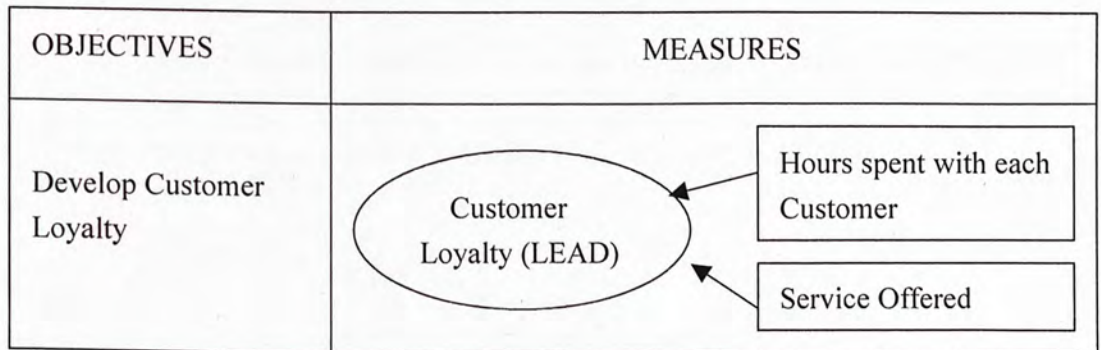 OBJECTIVES
MEASURES
Develop Customer
Loyalty
Customer
Loyalty (LEAD)
Hours spent with each
Customer
Service Offered